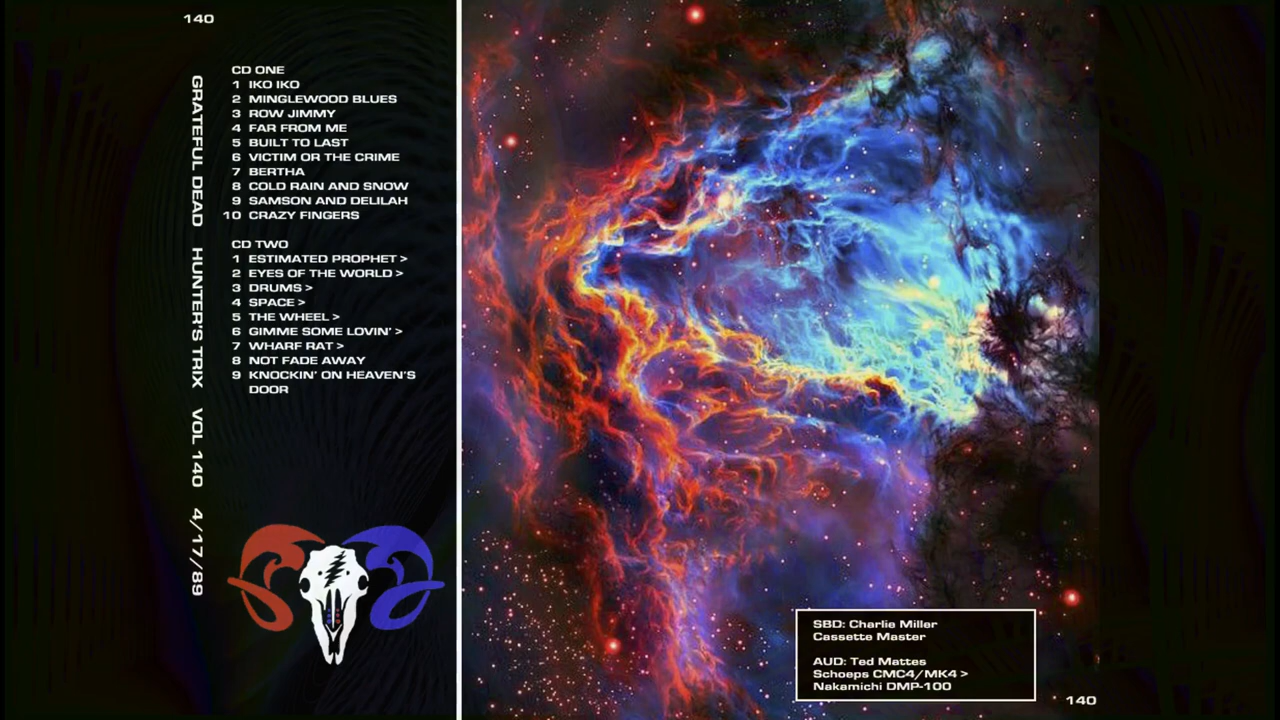 140
GRATEFUL DEAD HUNTER'S TRIX VOL 140 4/17/89
CD ONE
1 IKO IKO
2 MINGLEWOOD BLUES
3 ROW JIMMY
4 FAR FROM ME
5 BUILT TO LAST
6 VICTIM OR THE CRIME
7 BERTHA
8 COLD RAIN AND SNOW
9 SAMSON AND DELILAH
10 CRAZY FINGERS
CD TWO
1 ESTIMATED PROPHET >
2 EYES OF THE WORLD >
3 DRUMS >
4 SPACE >
5 THE WHEEL >
6 GIMME SOME LOVIN' >
7 WHARF RAT >
8 NOT FADE AWAY
9 KNOCKIN' ON HEAVEN'S
DOOR
SBD: Charlie Miller
Cassette Master
AUD: Ted Mattes
Schoeps CMC4/MK4 >
Nakamichi DMP-100
140